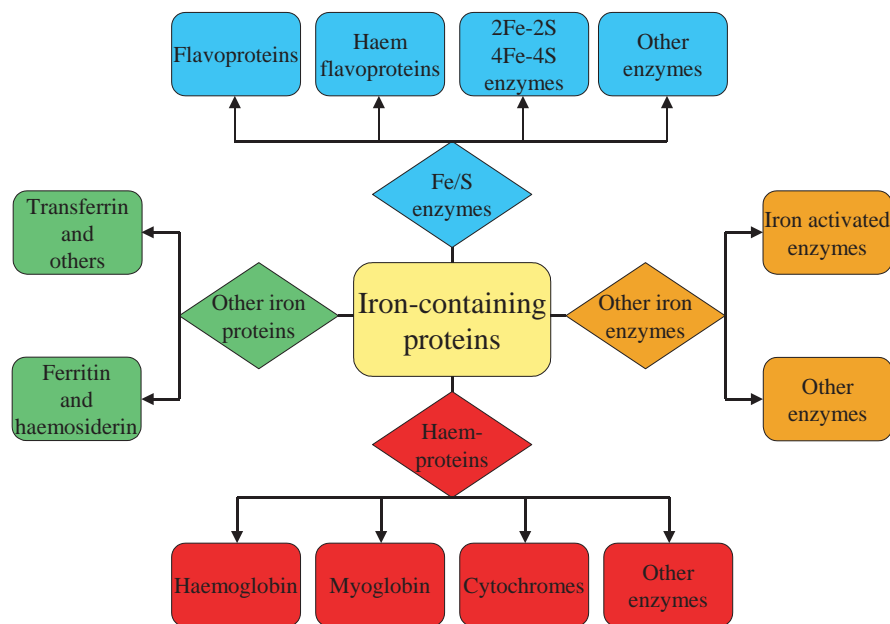 Flavoproteins
Haem
flavoproteins
2Fe-2S
4Fe-4S
enzymes
Other
enzymes
Fe/S
enzymes
Transferrin
and
others
Iron activated
enzymes
Other iron
proteins
Iron-containing
proteins
Other iron
enzymes
Ferritin
and
haemosiderin
Other
enzymes
Haem-
proteins
Haemoglobin
Myoglobin
Cytochromes
Other
enzymes